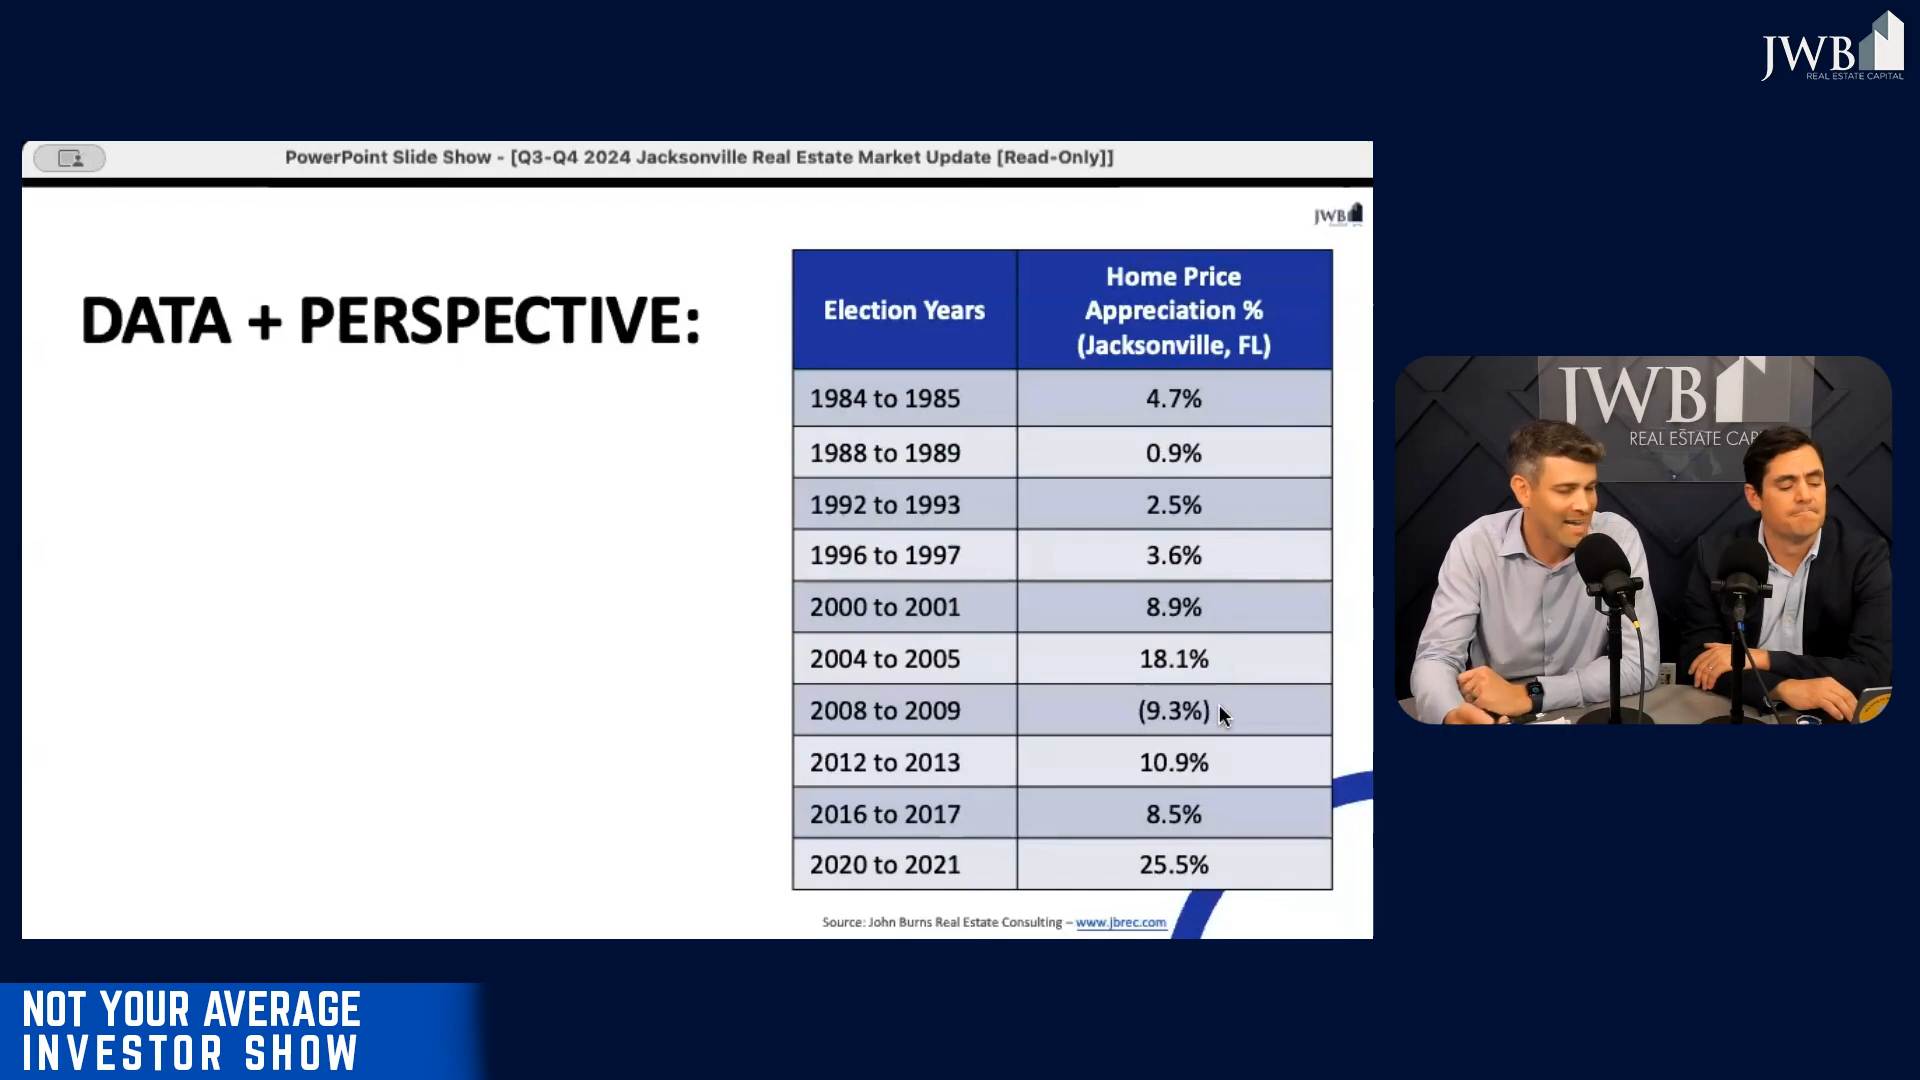 JWB
REAL ESTATE CAPITAL
PowerPoint Slide Show - [Q3-Q4 2024 Jacksonville Real Estate Market Update [Read-Only]]
JWB
DATA + PERSPECTIVE:
Election Years
Home Price
Appreciation %
(Jacksonville, FL)
1984 to 1985 4.7%
1988 to 1989 0.9%
1992 to 1993 2.5%
1996 to 1997 3.6%
2000 to 2001 8.9%
2004 to 2005 18.1%
2008 to 2009 (9.3%)
2012 to 2013 10.9%
2016 to 2017 8.5%
2020 to 2021 25.5%
Source: John Burns Real Estate Consulting – www.jbrec.com
JWB
REAL ESTATE CAP
NOT YOUR AVERAGE
INVESTOR SHOW